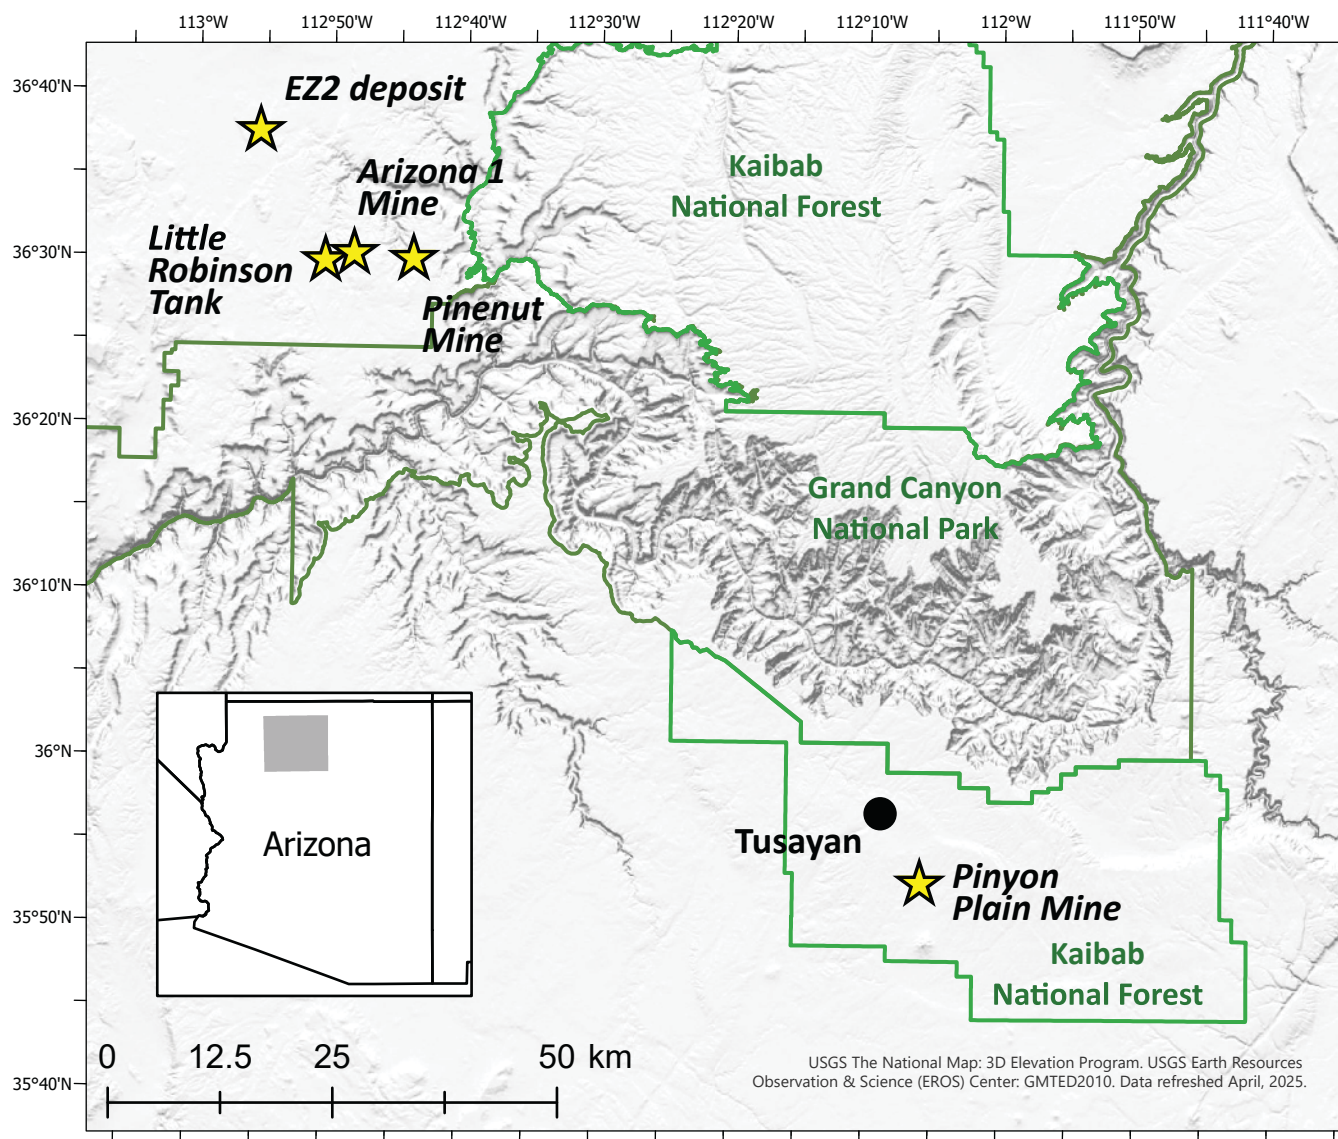 113°W 112°50'W 112°40'W 112°30'W 112°20'W 112°10'W 112°W 111°50'W 111°40'W
36°40'N
EZ2 deposit
Arizona 1
Mine
Kaibab
National Forest
36°30'N
Little
Robinson
Tank
Pinenut
Mine
36°20'N
Grand Canyon
National Park
36°10'N
36°N
Arizona
Tusayan
Pinyon
Plain Mine
35°50'N
Kaibab
National Forest
0 12.5 25 50 km
35°40'N
USGS The National Map: 3D Elevation Program. USGS Earth Resources
Observation & Science (EROS) Center: GMTED2010. Data refreshed April, 2025.